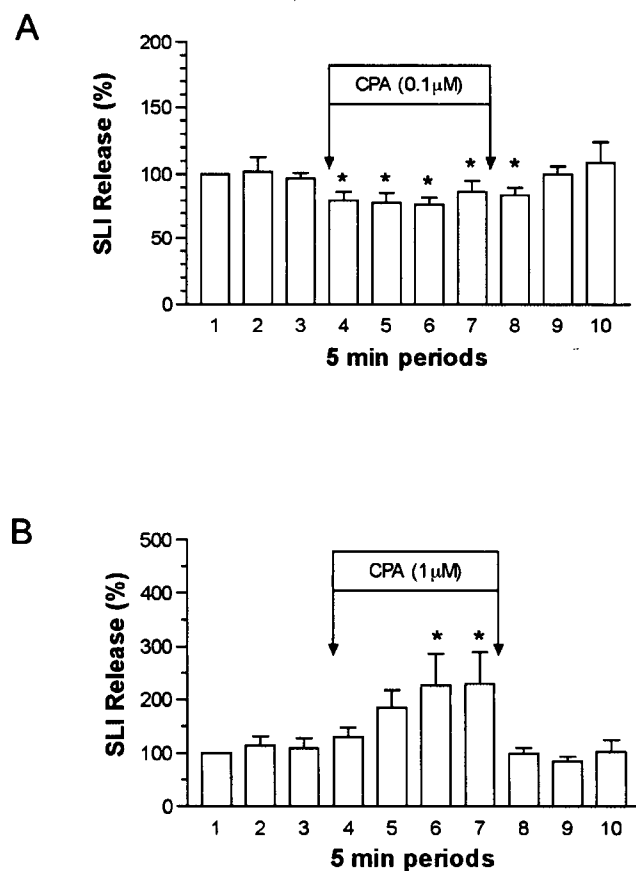 A
SLI Release (%)
200
150
100
50
0
CPA (0.1µM)
* * * * *
1 2 3 4 5 6 7 8 9 10
5 min periods
B
SLI Release (%)
500
400
300
200
100
0
CPA (1µM)
* *
1 2 3 4 5 6 7 8 9 10
5 min periods